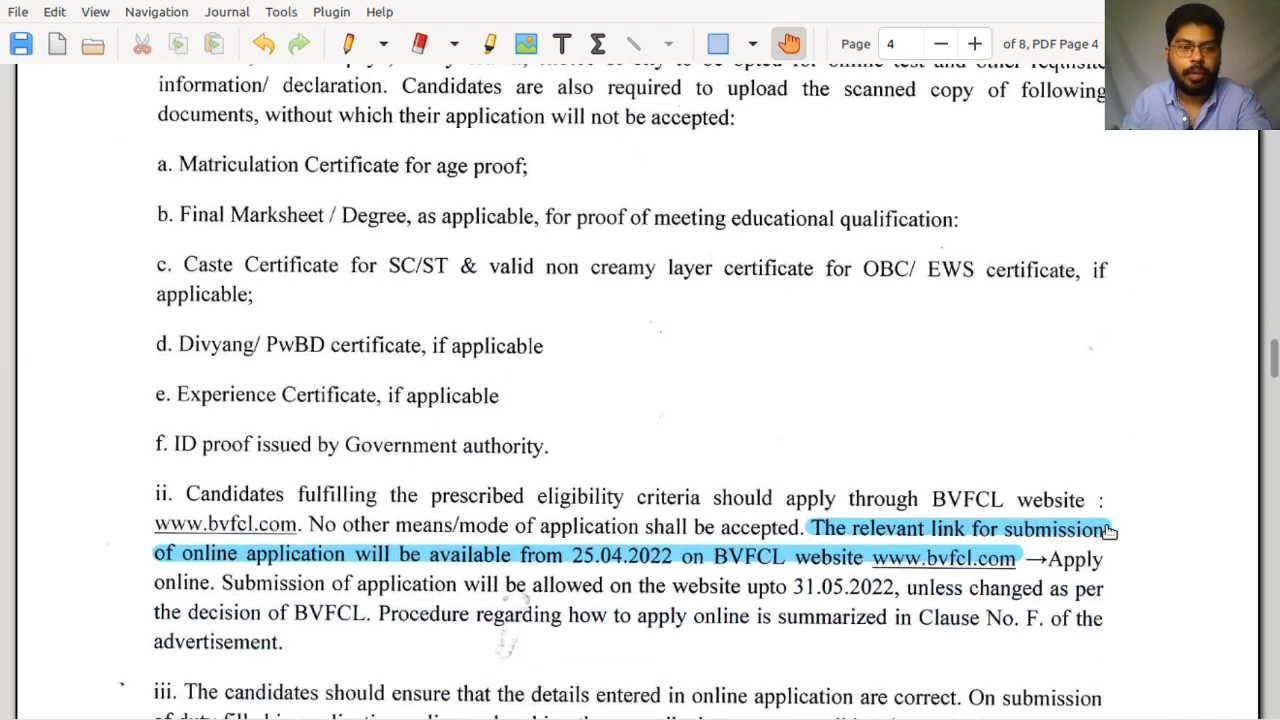 File Edit View Navigation Journal Tools Plugin Help
Page 4 of 8, PDF Page 4
information/ declaration. Candidates are also required to upload the scanned copy of following
documents, without which their application will not be accepted:
a. Matriculation Certificate for age proof;
b. Final Marksheet / Degree, as applicable, for proof of meeting educational qualification:
c. Caste Certificate for SC/ST & valid non creamy layer certificate for OBC/ EWS certificate, if
applicable;
d. Divyang/ PwBD certificate, if applicable
e. Experience Certificate, if applicable
f. ID proof issued by Government authority.
ii. Candidates fulfilling the prescribed eligibility criteria should apply through BVFCL website :
www.bvfcl.com. No other means/mode of application shall be accepted. The relevant link for submission
of online application will be available from 25.04.2022 on BVFCL website www.bvfcl.com →Apply
online. Submission of application will be allowed on the website upto 31.05.2022, unless changed as per
the decision of BVFCL. Procedure regarding how to apply online is summarized in Clause No. F. of the
advertisement.
iii. The candidates should ensure that the details entered in online application are correct. On submission